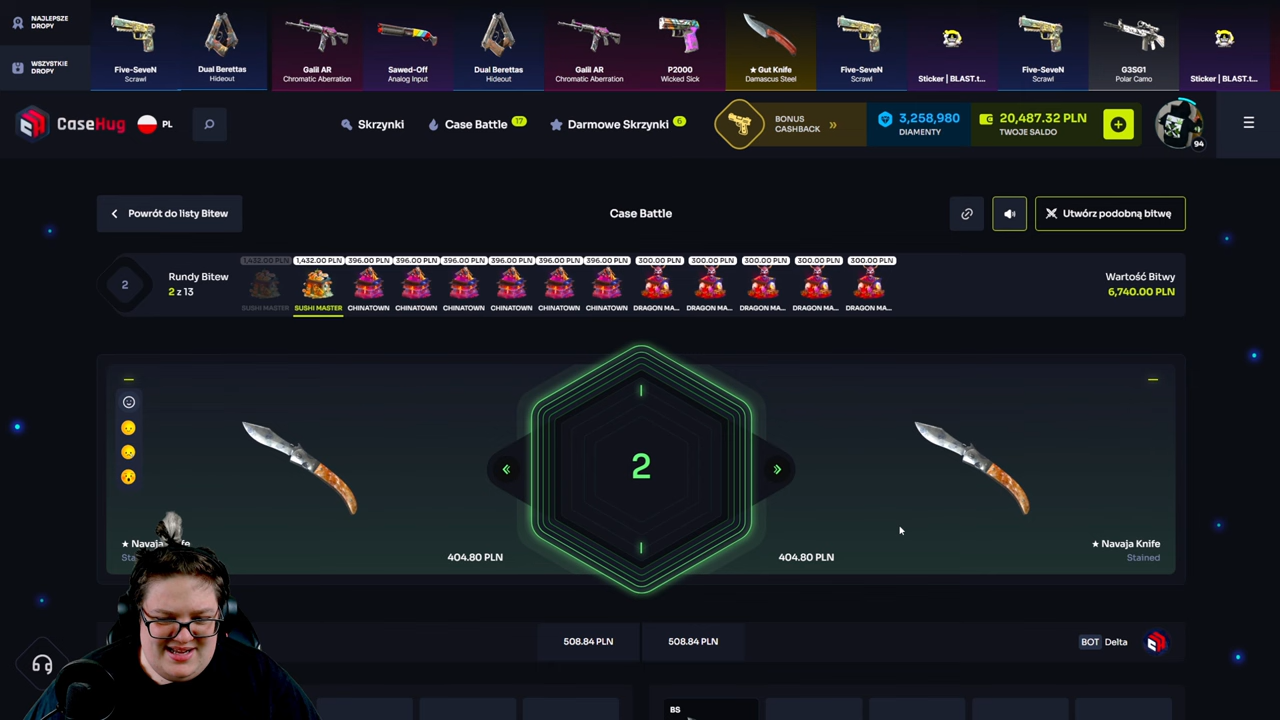 NAJLEPSZE
DROPY
WSZYSTKIE
DROPY
Five-SeveN
Scrawl
Dual Berettas
Hideout
Galil AR
Chromatic Aberration
Sawed-Off
Analog Input
Dual Berettas
Hideout
Galil AR
Chromatic Aberration
P2000
Wicked Sick
★ Gut Knife
Damascus Steel
Five-SeveN
Scrawl
Sticker | BLAST.t...
Five-SeveN
Scrawl
G3SG1
Polar Camo
Sticker | BLAST.t...
CaseHug
PL
Skrzynki
Case Battle 17
Darmowe Skrzynki 6
BONUS
CASHBACK
3,258,980
DIAMENTY
20,487.32 PLN
TWOJE SALDO
94
Powrót do listy Bitew
Case Battle
Utwórz podobną bitwę
2
Rundy Bitew
2 z 13
1,432.00 PLN 1,432.00 PLN 396.00 PLN 396.00 PLN 396.00 PLN 396.00 PLN 396.00 PLN 396.00 PLN 300.00 PLN 300.00 PLN 300.00 PLN 300.00 PLN 300.00 PLN
SUSHI MASTER SUSHI MASTER CHINATOWN CHINATOWN CHINATOWN CHINATOWN CHINATOWN CHINATOWN DRAGON MA... DRAGON MA... DRAGON MA... DRAGON MA... DRAGON MA...
Wartość Bitwy
6,740.00 PLN
2
★ Navaja Knife
404.80 PLN
404.80 PLN
★ Navaja Knife
Stained
508.84 PLN
508.84 PLN
BOT Delta
BS